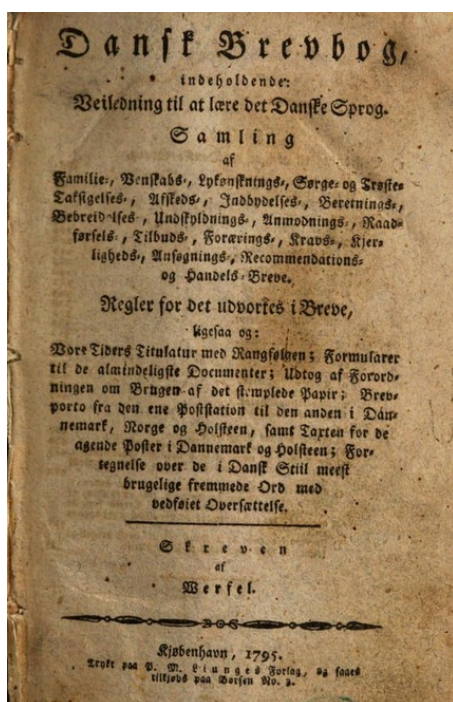 Dansk Brevbog,
indeholdende:
Veiledning til at lære det Danske Sprog.
Samling
af
Familie-, Venskabs-, Lykønsknings-, Sørge- og Trøste-
Taksigelses-, Afskeds-, Indbydelses-, Beretnings-,
Bebreidelses-, Undskyldnings-, Anmodnings-, Raad-
førsels-, Tilbuds-, Forærings-, Kravs-, Kjer-
ligheds-, Ansøgnings-, Recommendations-
og Handels-Breve.
Regler for det udvortes i Breve,
ligesaa og:
Vore Tiders Titulatur med Rangfølgen; Formularer
til de almindeligste Documenter; Udtog af Forord-
ningen om Brugen af det stemplede Papir; Brev-
porto fra den ene Poststation til den anden i Dan-
nemark, Norge og Holsteen, samt Taxten for de
agende Poster i Dannemark og Holsteen; For-
tegnelse over de i Dansk Stiil meest
brugelige fremmede Ord med
vedføiet Oversættelse.
Skreven
af
Werfel.
Kjøbenhavn, 1795.
Trykt paa P. M. Liunges Forlag, og faaes
tilkjøbs paa Børsen No. 2.